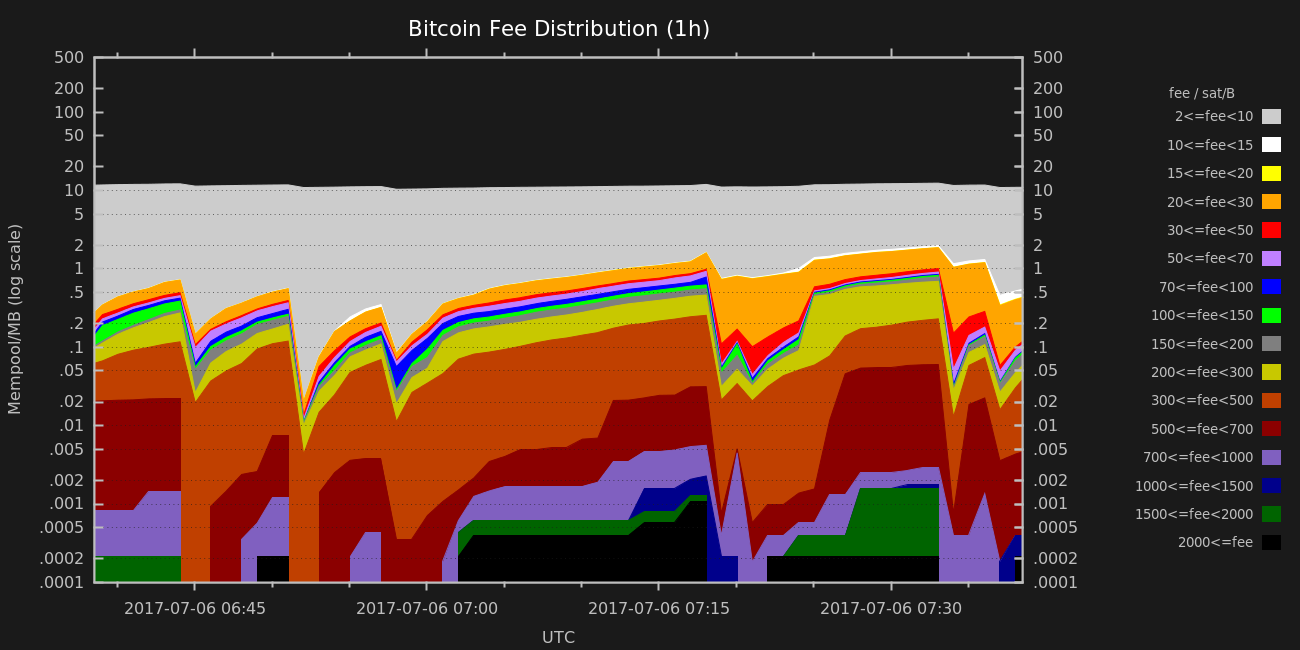 Bitcoin Fee Distribution (1h)
500
200
100
50
20
10
5
2
1
.5
.2
.1
.05
.02
.01
.005
.002
.001
.0005
.0002
.0001
Mempool/MB (log scale)
500
200
100
50
20
10
5
2
1
.5
.2
.1
.05
.02
.01
.005
.002
.001
.0005
.0002
.0001
2017-07-06 06:45
2017-07-06 07:00
2017-07-06 07:15
2017-07-06 07:30
UTC
fee / sat/B
2<=fee<10
10<=fee<15
15<=fee<20
20<=fee<30
30<=fee<50
50<=fee<70
70<=fee<100
100<=fee<150
150<=fee<200
200<=fee<300
300<=fee<500
500<=fee<700
700<=fee<1000
1000<=fee<1500
1500<=fee<2000
2000<=fee